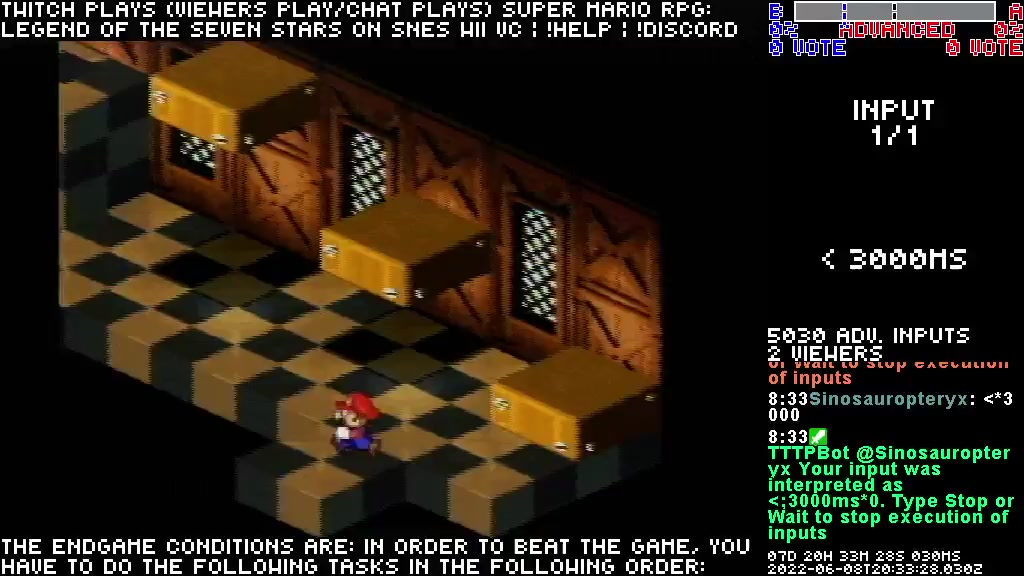 TWITCH PLAYS (VIEWERS PLAY/CHAT PLAYS) SUPER MARIO RPG:
LEGEND OF THE SEVEN STARS ON SNES WII VC ¦ !HELP ¦ !DISCORD
B A
0% ADVANCED 0%
0 VOTE 0 VOTE
INPUT
1/1
< 3000MS
5030 ADV. INPUTS
2 VIEWERS
or Wait to stop execution
of inputs
8:33 Sinosauropteryx: <*3
000
8:33
TTTPBot @Sinosauropter
yx Your input was
interpreted as
<;3000ms*0. Type Stop or
Wait to stop execution of
inputs
07D 20H 33M 28S 030MS
2022-06-08T20:33:28.030Z
THE ENDGAME CONDITIONS ARE: IN ORDER TO BEAT THE GAME, YOU
HAVE TO DO THE FOLLOWING TASKS IN THE FOLLOWING ORDER: